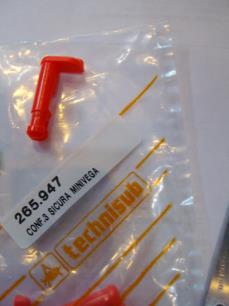 265.947
CONF.3 SICURA MINIVEGA
technisub